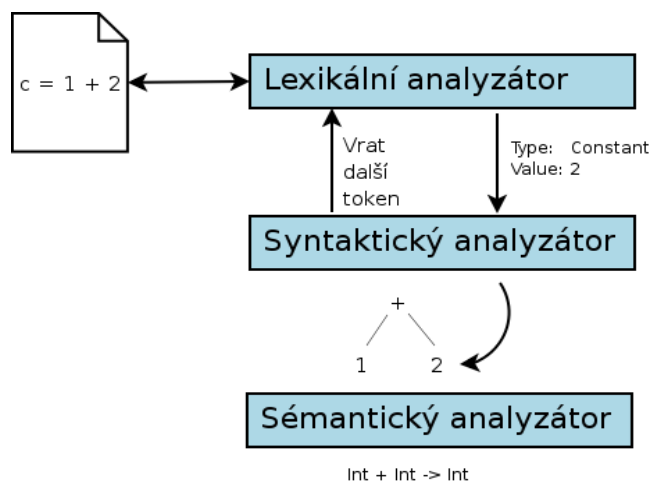 c = 1 + 2
Lexikální analyzátor
Vrat
další
token
Type: Constant
Value: 2
Syntaktický analyzátor
+
1 2
Sémantický analyzátor
Int + Int -> Int